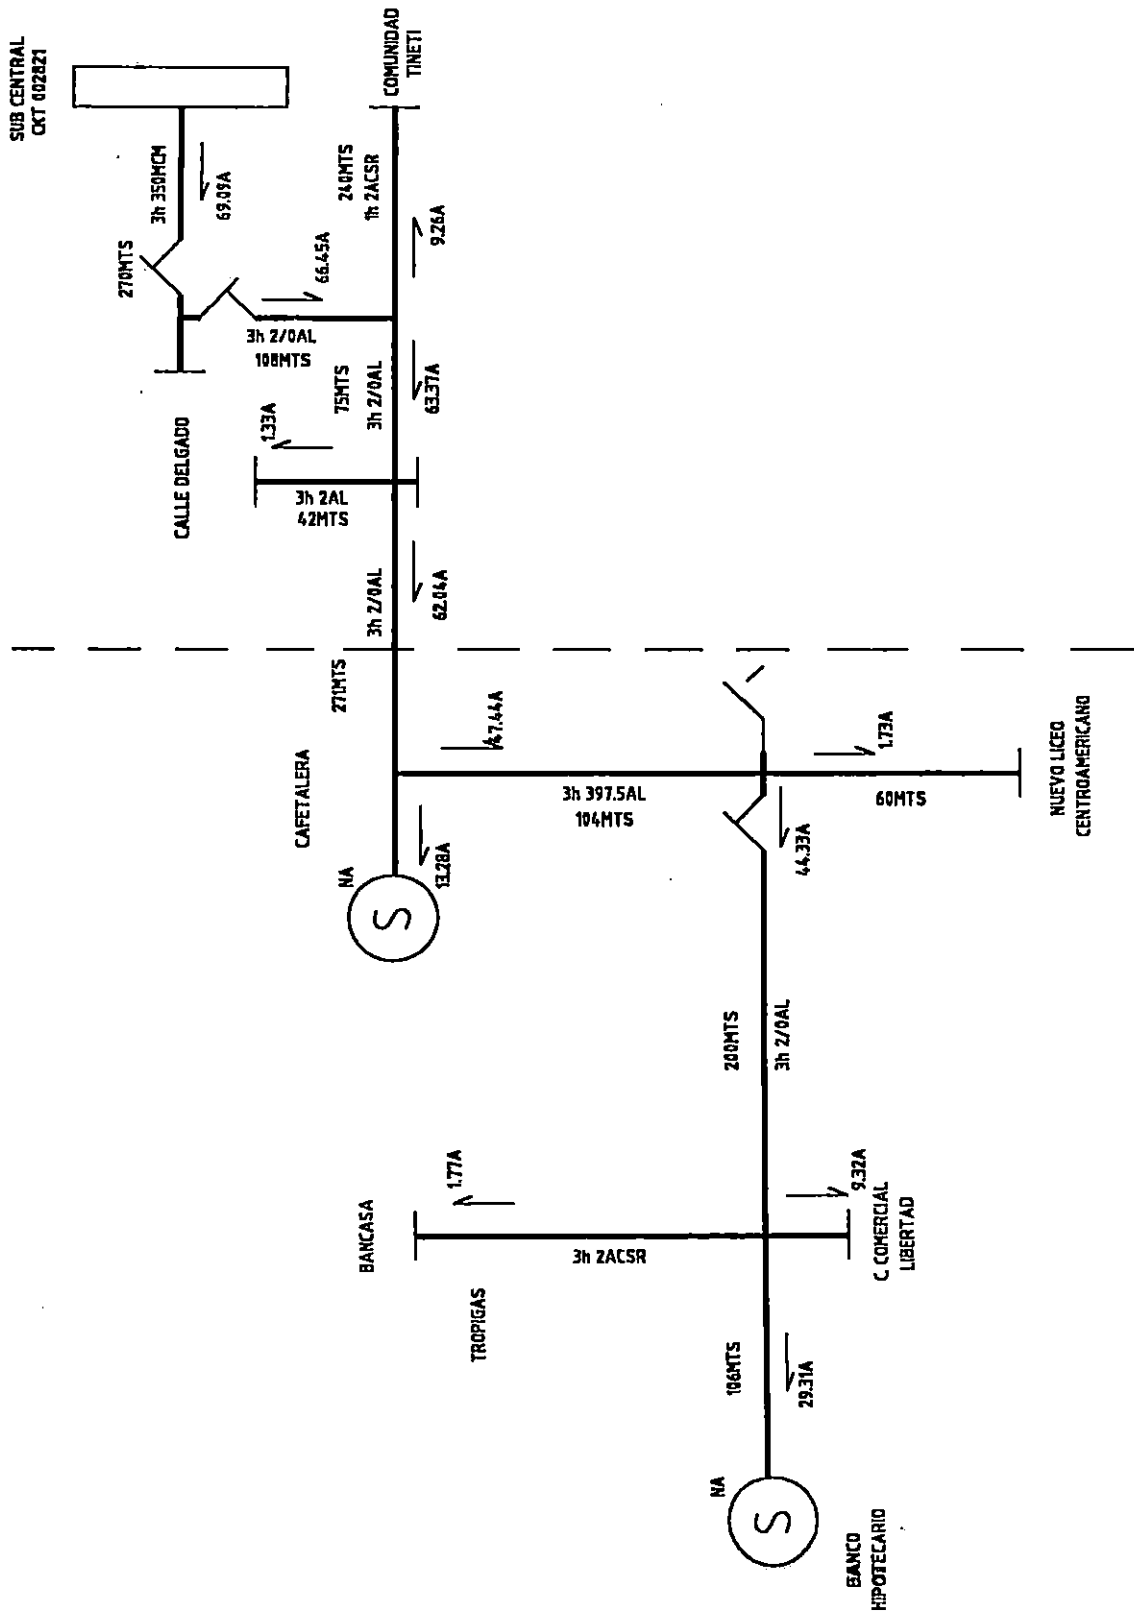 SUB CENTRAL
CKT 002821
3h 350MCM
69.09A
270MTS
66.45A
3h 2/0AL
108MTS
CALLE DELGADO
COMUNIDAD
TINETI
240MTS
1h 2ACSR
9.26A
75MTS
3h 2/0AL
63.37A
1.33A
3h 2AL
42MTS
3h 2/0AL
62.04A
271MTS
CAFETALERA
47.44A
3h 397.5AL
104MTS
1.73A
60MTS
NUEVO LICEO
CENTROAMERICANO
NA
S
13.28A
44.33A
200MTS
3h 2/0AL
1.77A
BANCASA
3h 2ACSR
9.32A
C. COMERCIAL
LIBERTAD
TROPIGAS
106MTS
29.31A
NA
S
BANCO
HIPOTECARIO